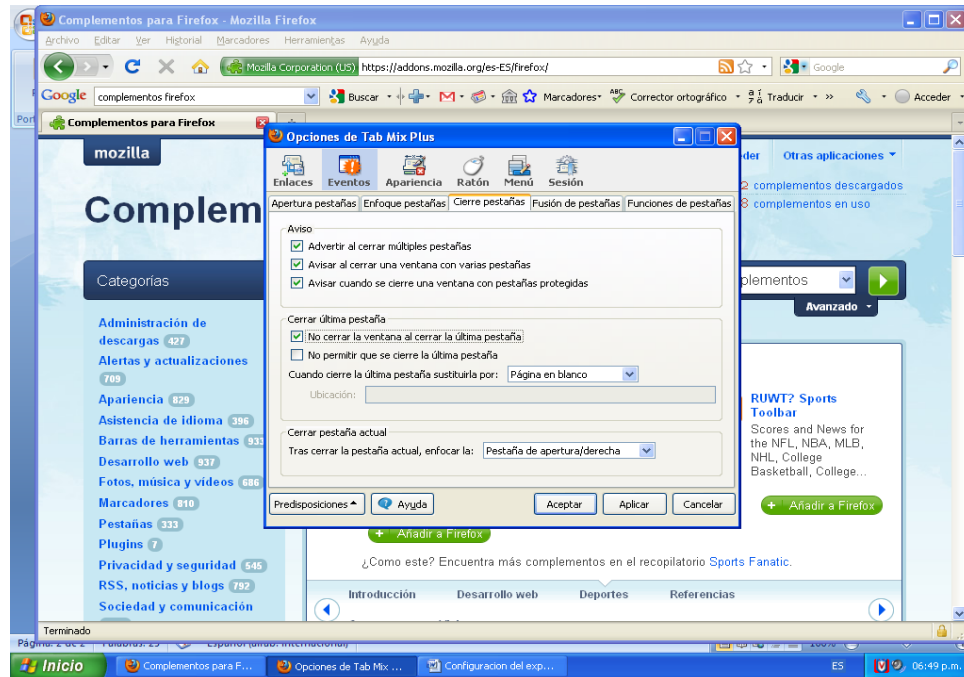 Complementos para Firefox - Mozilla Firefox
Archivo Editar Ver Historial Marcadores Herramientas Ayuda
Mozilla Corporation (US) https://addons.mozilla.org/es-ES/firefox/ Google
Google complementos firefox Buscar Marcadores Corrector ortográfico Traducir » Acceder
Complementos para Firefox
Opciones de Tab Mix Plus
mozilla Otras aplicaciones
Enlaces Eventos Apariencia Ratón Menú Sesión
complementos descargados
Apertura pestañas Enfoque pestañas Cierre pestañas Fusión de pestañas Funciones de pestañas
complementos en uso
Complem
Aviso
Advertir al cerrar múltiples pestañas
Avisar al cerrar una ventana con varias pestañas
Avisar cuando se cierre una ventana con pestañas protegidas
Categorías
Avanzado
Cerrar última pestaña
No cerrar la ventana al cerrar la última pestaña
No permitir que se cierre la última pestaña
Cuando cierre la última pestaña sustituirla por: Página en blanco
Ubicación:
Cerrar pestaña actual
Tras cerrar la pestaña actual, enfocar la: Pestaña de apertura/derecha
Predisposiciones Ayuda Aceptar Aplicar Cancelar
Administración de
descargas 427
Alertas y actualizaciones
709
Apariencia 829
Asistencia de idioma 396
Barras de herramientas 933
Desarrollo web 937
Fotos, música y vídeos 686
Marcadores 810
Pestañas 333
Plugins 7
Privacidad y seguridad 545
RSS, noticias y blogs 792
Sociedad y comunicación
RUWT? Sports
Toolbar
Scores and News for
the NFL, NBA, MLB,
NHL, College
Basketball, College...
Añadir a Firefox
Añadir a Firefox
¿Como este? Encuentra más complementos en el recopilatorio Sports Fanatic.
Introducción Desarrollo web Deportes Referencias
Terminado
Inicio Complementos para F... Opciones de Tab Mix ... Configuracion del exp... ES 06:49 p.m.